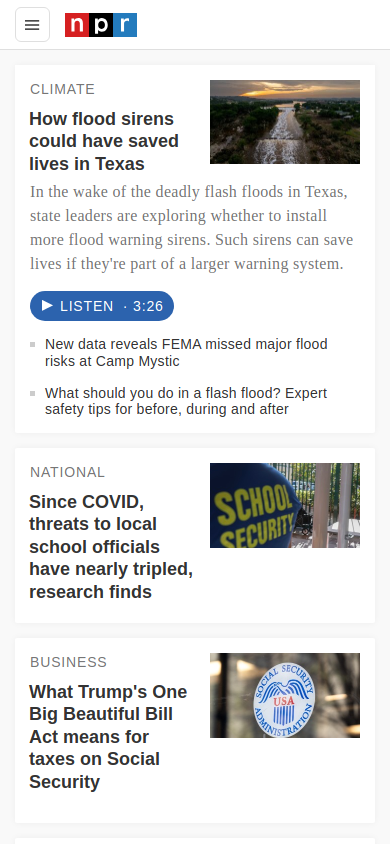 npr
CLIMATE
How flood sirens
could have saved
lives in Texas
In the wake of the deadly flash floods in Texas,
state leaders are exploring whether to install
more flood warning sirens. Such sirens can save
lives if they're part of a larger warning system.
LISTEN · 3:26
New data reveals FEMA missed major flood
risks at Camp Mystic
What should you do in a flash flood? Expert
safety tips for before, during and after
NATIONAL
Since COVID,
threats to local
school officials
have nearly tripled,
research finds
SCHOOL
SECURITY
BUSINESS
What Trump's One
Big Beautiful Bill
Act means for
taxes on Social
Security
SOCIAL SECURITY
USA
ADMINISTRATION